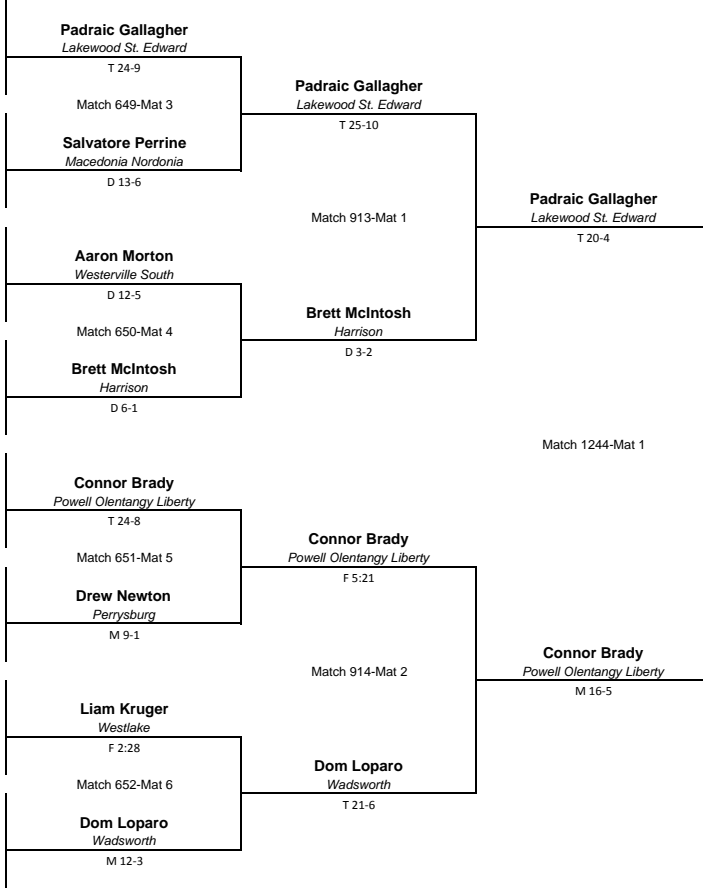 Padraic Gallagher
Lakewood St. Edward
T 24-9
Match 649-Mat 3
Salvatore Perrine
Macedonia Nordonia
D 13-6
Aaron Morton
Westerville South
D 12-5
Match 650-Mat 4
Brett McIntosh
Harrison
D 6-1
Connor Brady
Powell Olentangy Liberty
T 24-8
Match 651-Mat 5
Drew Newton
Perrysburg
M 9-1
Liam Kruger
Westlake
F 2:28
Match 652-Mat 6
Dom Loparo
Wadsworth
M 12-3
Padraic Gallagher
Lakewood St. Edward
T 25-10
Match 913-Mat 1
Brett McIntosh
Harrison
D 3-2
Connor Brady
Powell Olentangy Liberty
F 5:21
Match 914-Mat 2
Dom Loparo
Wadsworth
T 21-6
Padraic Gallagher
Lakewood St. Edward
T 20-4
Match 1244-Mat 1
Connor Brady
Powell Olentangy Liberty
M 16-5